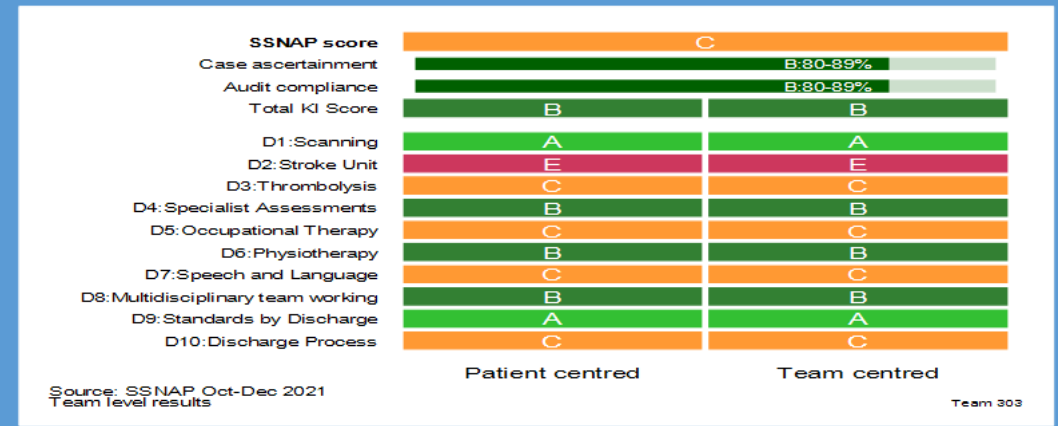 SSNAP score C
Case ascertainment B:80-89%
Audit compliance B:80-89%
Total KI Score B B
D1:Scanning A A
D2:Stroke Unit E E
D3:Thrombolysis C C
D4:Specialist Assessments B B
D5:Occupational Therapy C C
D6:Physiotherapy B B
D7:Speech and Language C C
D8:Multidisciplinary team working B B
D9:Standards by Discharge A A
D10:Discharge Process C C
Patient centred Team centred
Source: SSNAP Oct-Dec 2021
Team level results Team 303